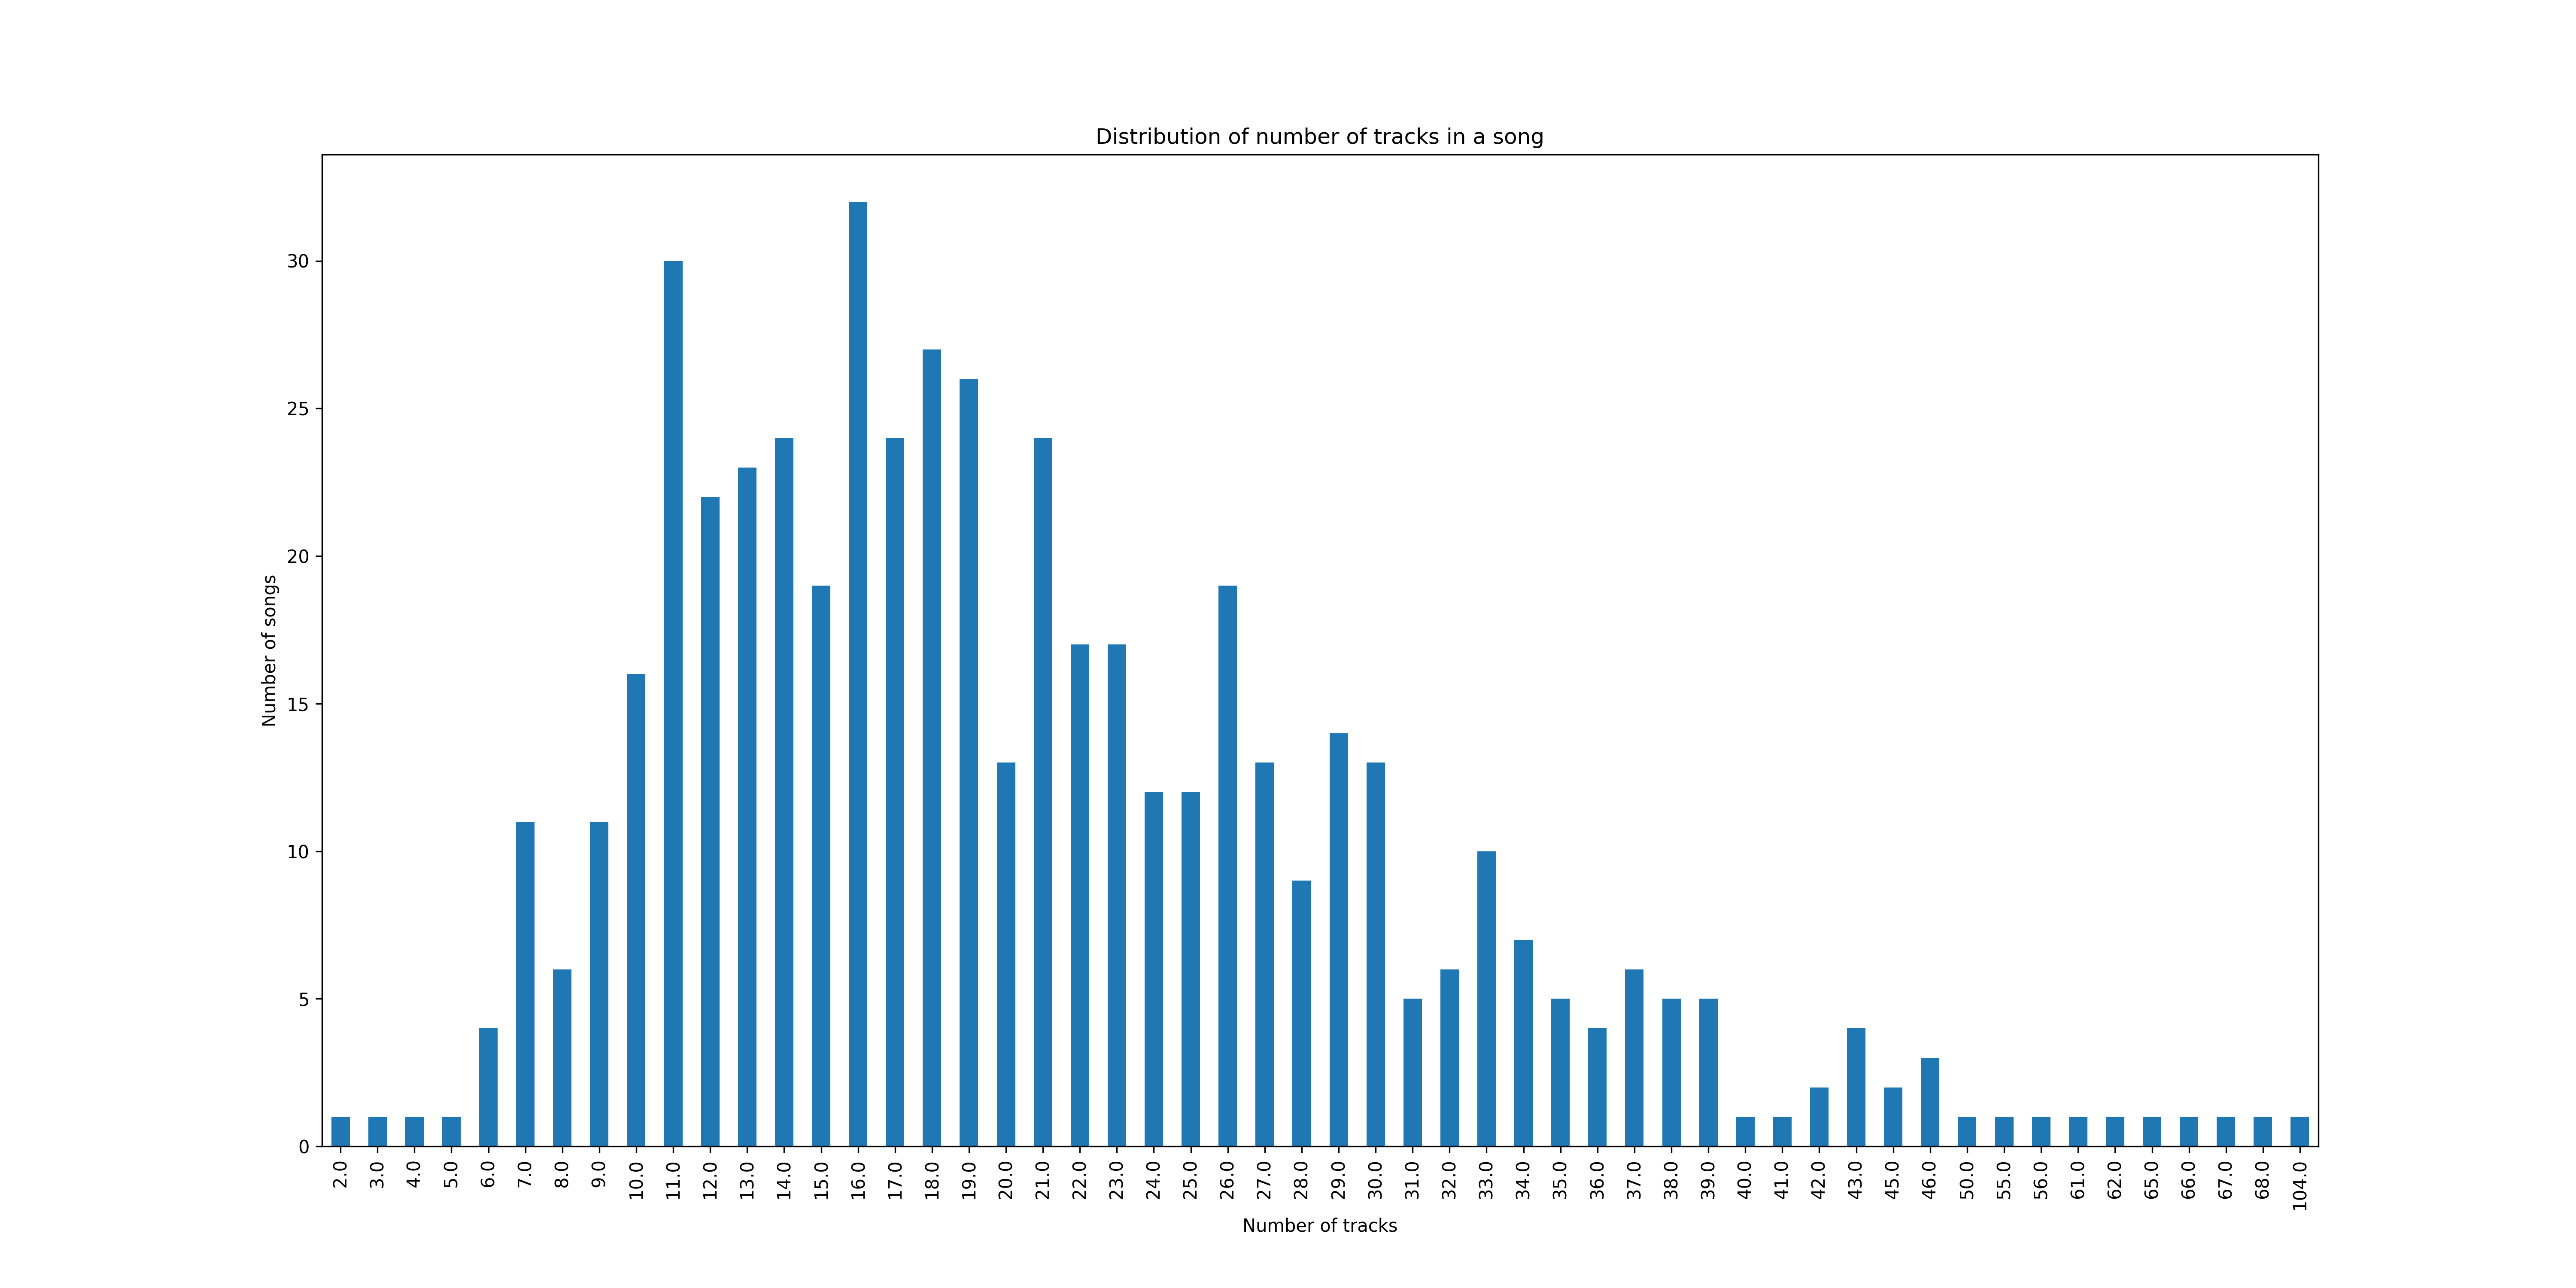 Distribution of number of tracks in a song
Number of songs
30
25
20
15
10
5
0
2.0 3.0 4.0 5.0 6.0 7.0 8.0 9.0 10.0 11.0 12.0 13.0 14.0 15.0 16.0 17.0 18.0 19.0 20.0 21.0 22.0 23.0 24.0 25.0 26.0 27.0 28.0 29.0 30.0 31.0 32.0 33.0 34.0 35.0 36.0 37.0 38.0 39.0 40.0 41.0 42.0 43.0 45.0 46.0 50.0 55.0 56.0 61.0 62.0 65.0 66.0 67.0 68.0 104.0
Number of tracks